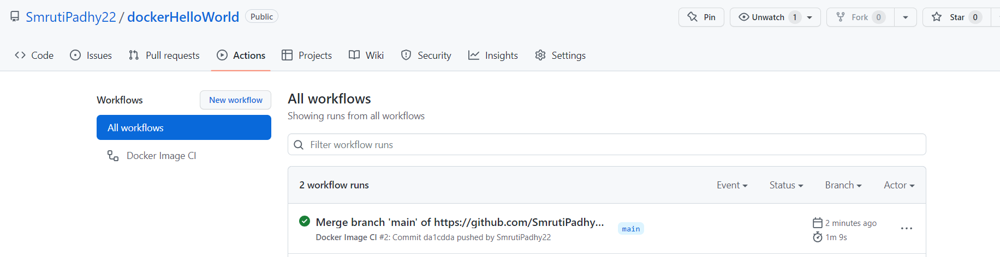 SmrutiPadhy22 / dockerHelloWorld Public
Pin
Unwatch 1
Fork 0
Star 0
Code
Issues
Pull requests
Actions
Projects
Wiki
Security
Insights
Settings
Workflows
New workflow
All workflows
Docker Image CI
All workflows
Showing runs from all workflows
Filter workflow runs
2 workflow runs
Event
Status
Branch
Actor
Merge branch 'main' of https://github.com/SmrutiPadhy...
Docker Image CI #2: Commit da1cdda pushed by SmrutiPadhy22
main
2 minutes ago
1m 9s